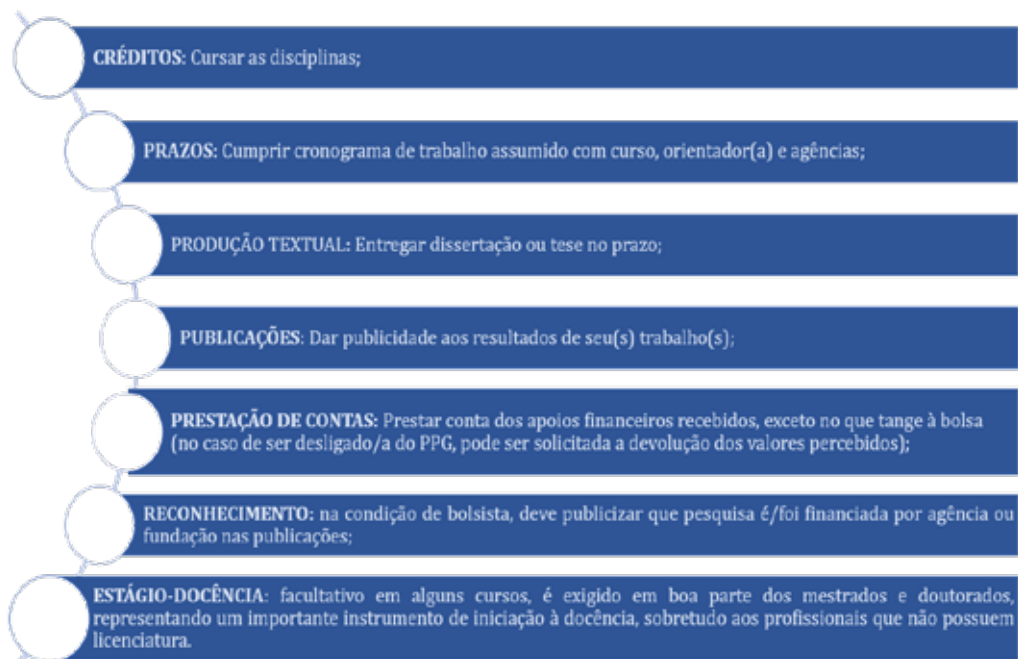 CRÉDITOS: Cursar as disciplinas;
PRAZOS: Cumprir cronograma de trabalho assumido com curso, orientador(a) e agências;
PRODUÇÃO TEXTUAL: Entregar dissertação ou tese no prazo;
PUBLICAÇÕES: Dar publicidade aos resultados de seu(s) trabalho(s);
PRESTAÇÃO DE CONTAS: Prestar conta dos apoios financeiros recebidos, exceto no que tange à bolsa
(no caso de ser desligado/a do PPG, pode ser solicitada a devolução dos valores percebidos);
RECONHECIMENTO: na condição de bolsista, deve publicizar que pesquisa é/foi financiada por agência ou
fundação nas publicações;
ESTÁGIO-DOCÊNCIA: facultativo em alguns cursos, é exigido em boa parte dos mestrados e doutorados,
representando um importante instrumento de iniciação à docência, sobretudo aos profissionais que não possuem
licenciatura.